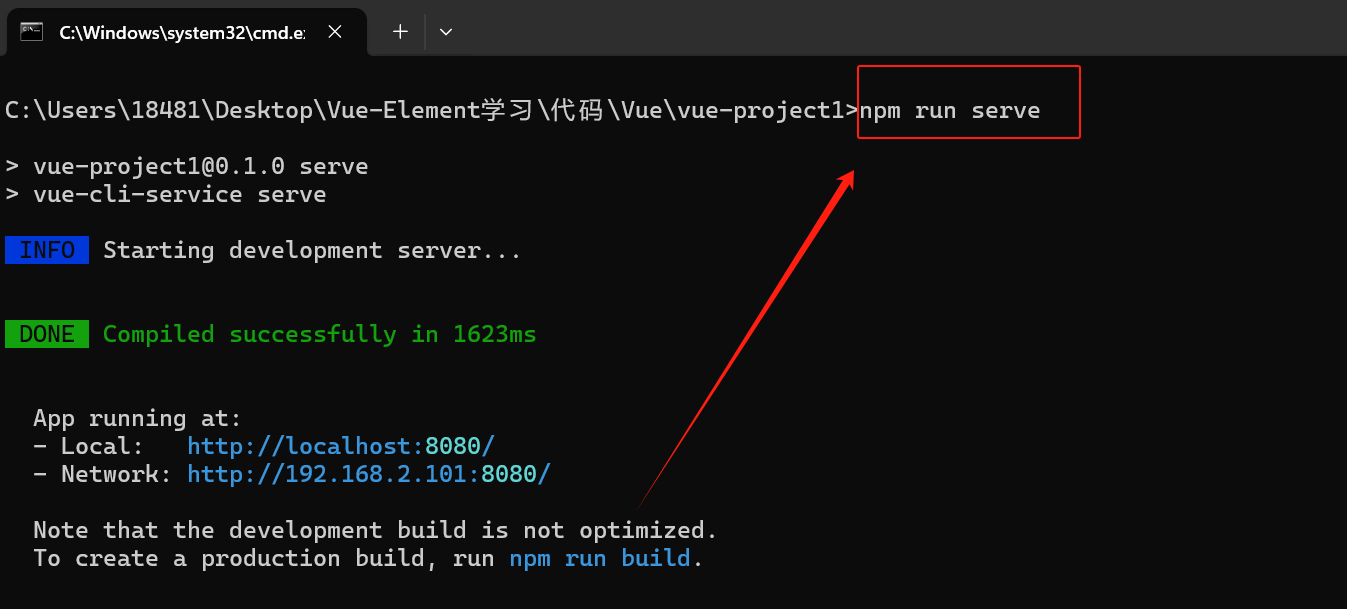 C:\Windows\system32\cmd.e
C:\Users\18481\Desktop\Vue-Element学习\代码\Vue\vue-project1>npm run serve
> vue-project1@0.1.0 serve
> vue-cli-service serve
INFO Starting development server...
DONE Compiled successfully in 1623ms
App running at:
- Local: http://localhost:8080/
- Network: http://192.168.2.101:8080/
Note that the development build is not optimized.
To create a production build, run npm run build.